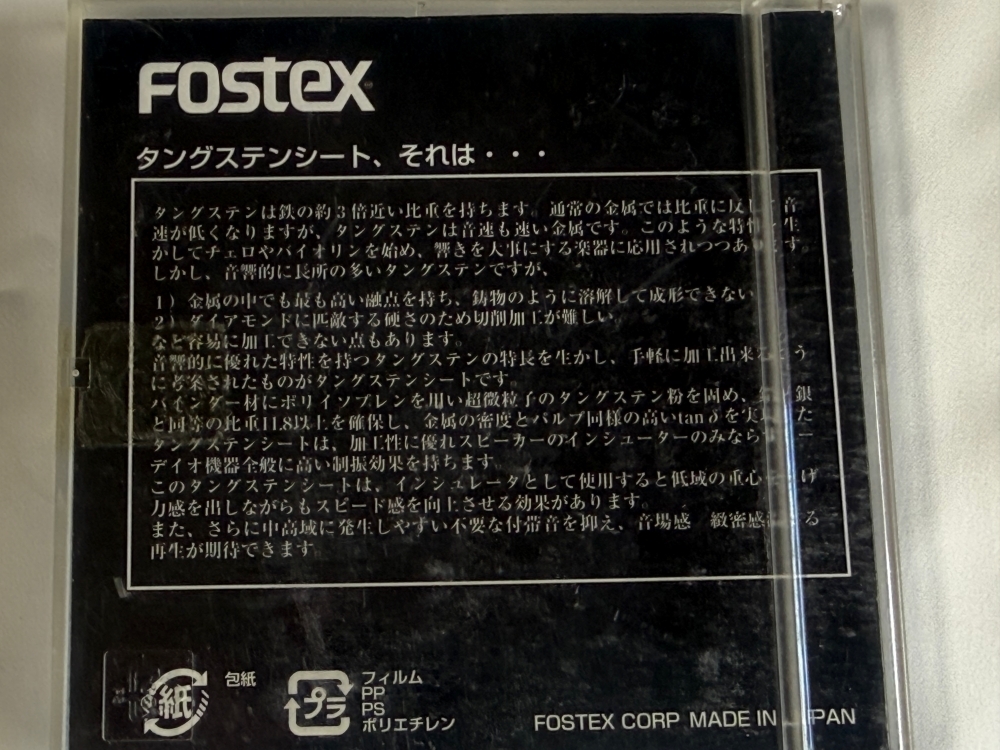 FOSTEX
タングステンシート、それは・・・
タングステンは鉄の約3倍近い比重を持ちます。通常の金属では比重に反し 音
速が低くなりますが、タングステンは音速も速い金属です。このような特性 生
かしてチェロやバイオリンを始め、響きを大事にする楽器に応用されつつあ す。
しかし、音響的に長所の多いタングステンですが、
1）金属の中でも最も高い融点を持ち、鋳物のように溶解して成形できない
2）ダイアモンドに匹敵する硬さのため切削加工が難しい。
など容易に加工できない点もあります。
音響的に優れた特性を持つタングステンの特長を生かし、手軽に加工出来 う
に考案されたものがタングステンシートです。
バインダー材にポリイソプレンを用い超微粒子のタングステン粉を固め、 銀
と同等の比重11.8以上を確保し、金属の密度とパルプ同様の高いtanδを実 た
タングステンシートは、加工性に優れスピーカーのインシューターのみなら ー
デイオ機器全般に高い制振効果を持ちます。
このタングステンシートは、インシュレータとして使用すると低域の重心 げ
力感を出しながらもスピード感を向上させる効果があります。
また、さらに中高域に発生しやすい不要な付帯音を抑え、音場感 緻密感 る
再生が期待できます。
紙 包紙
プラ フィルム
PP
PS
ポリエチレン
FOSTEX CORP MADE IN JAPAN